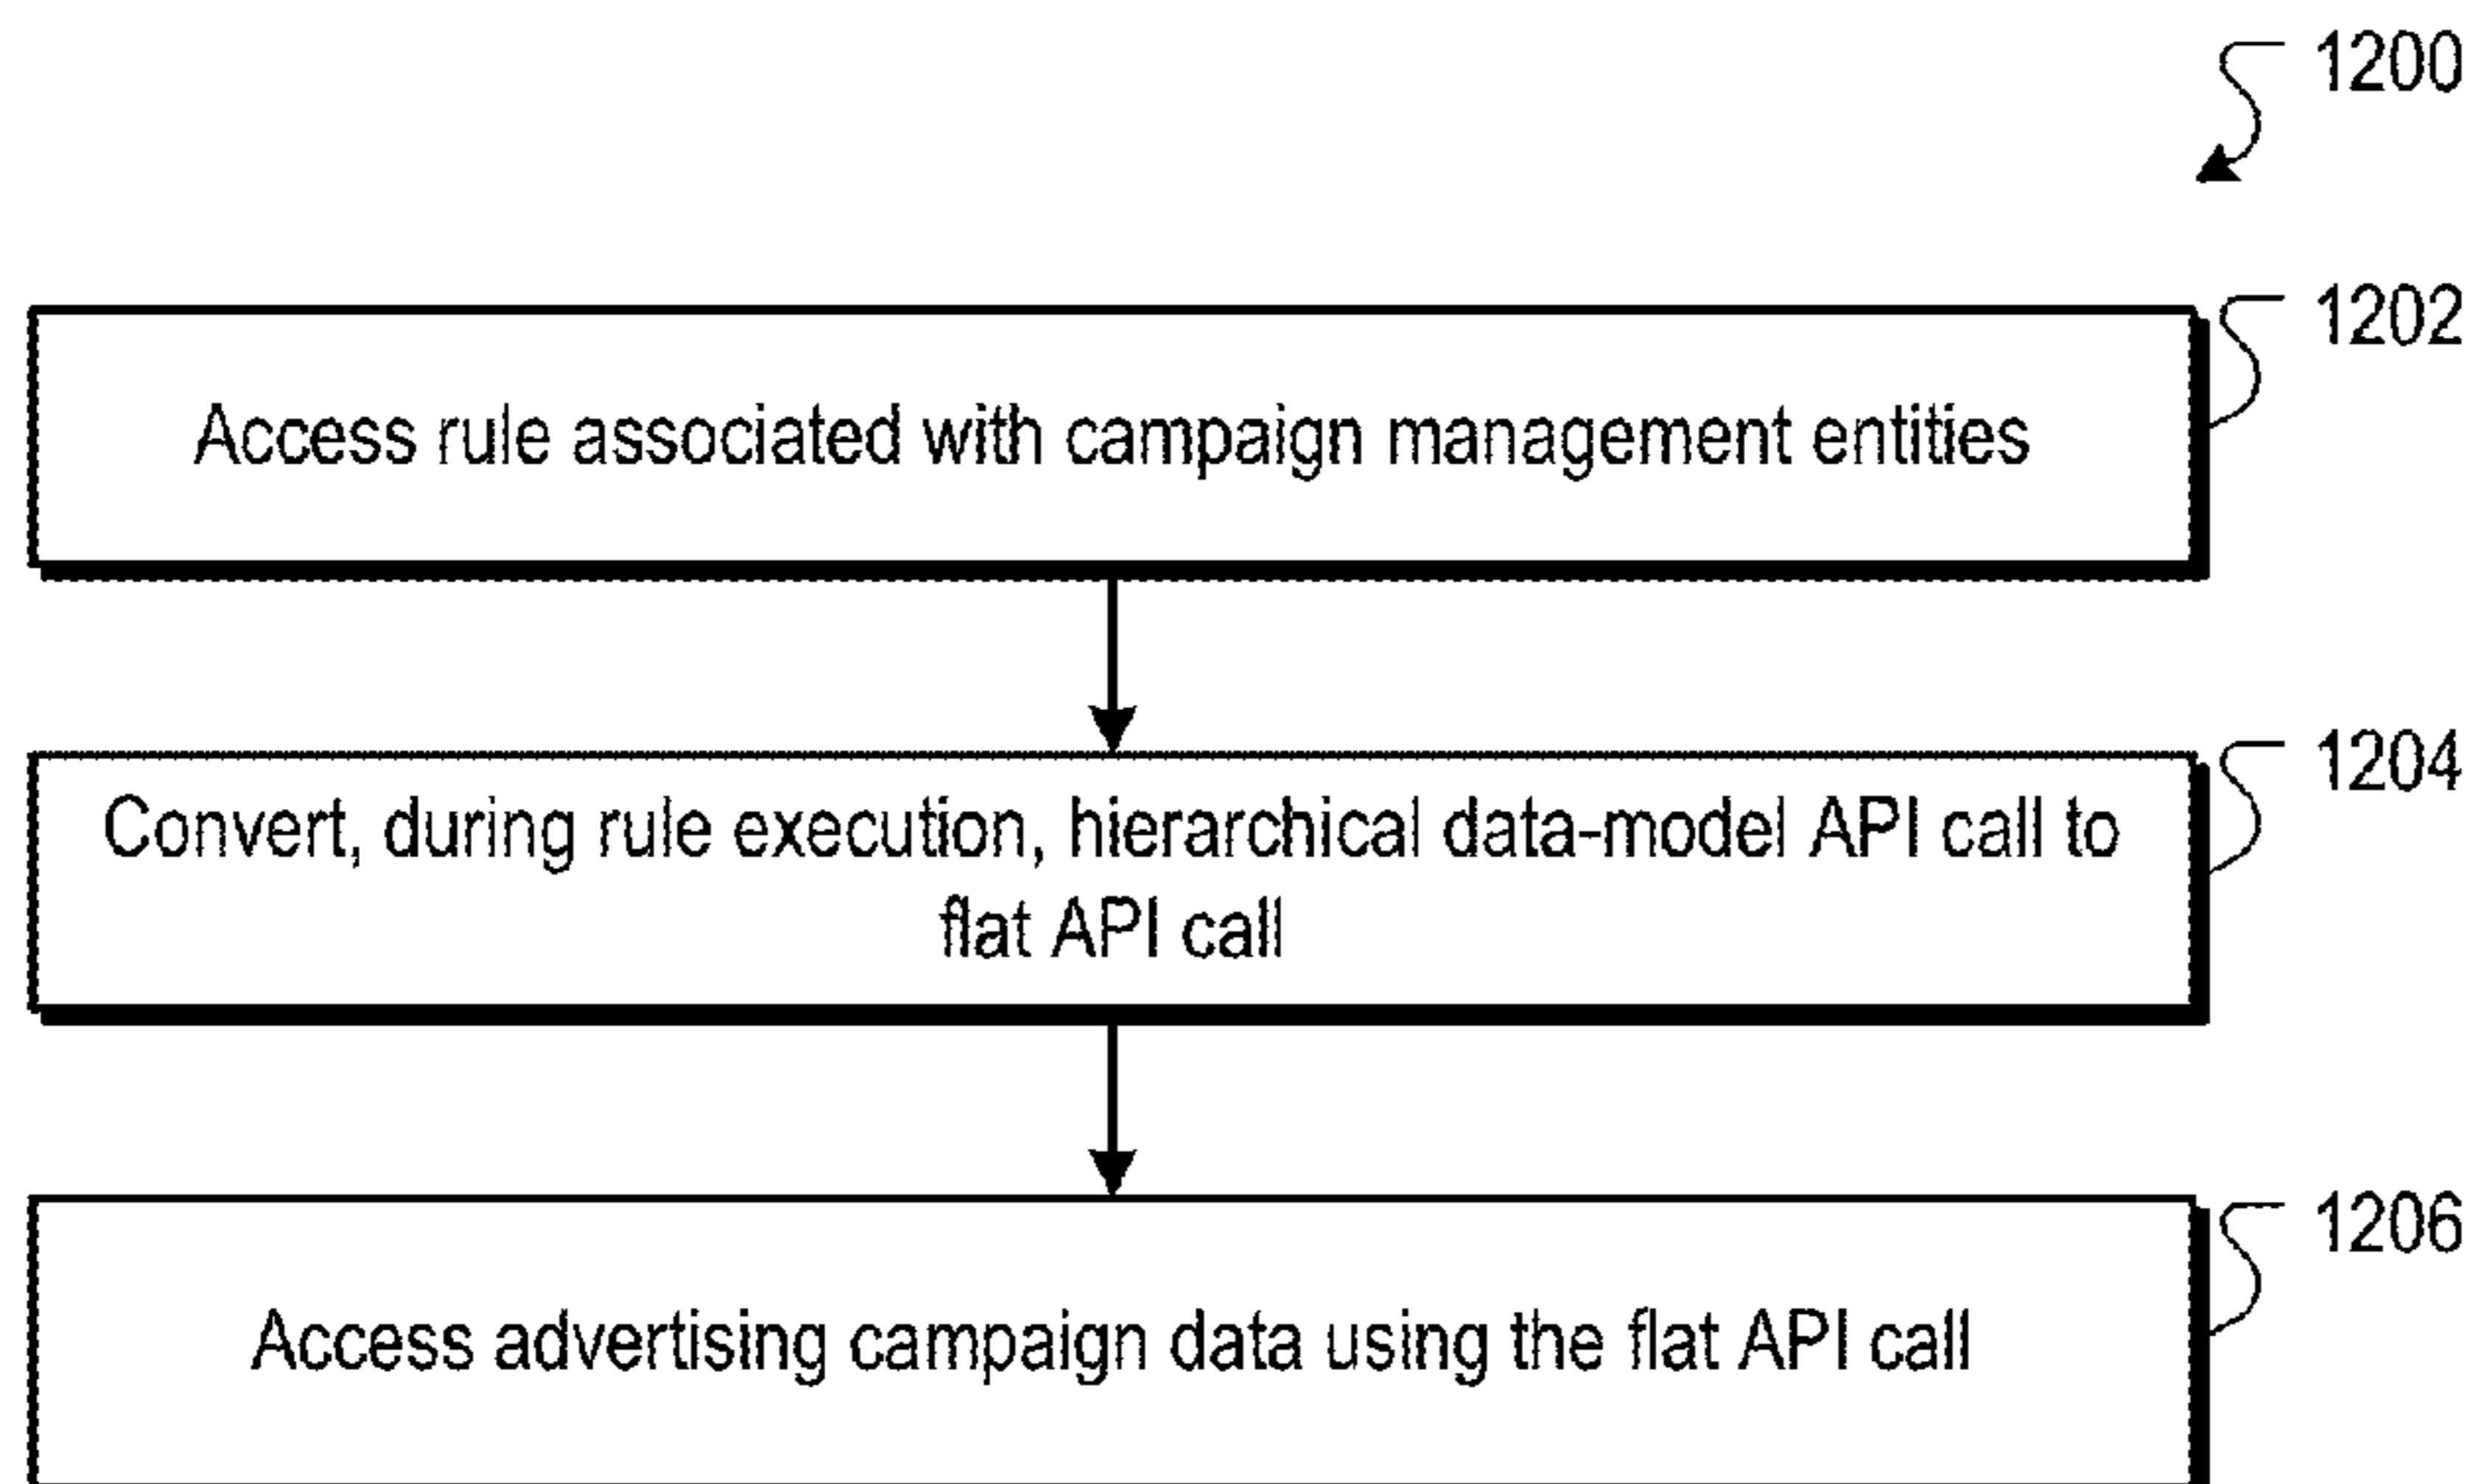 1200
1202
Access rule associated with campaign management entities
1204
Convert, during rule execution, hierarchical data-model API call to
flat API call
1206
Access advertising campaign data using the flat API call